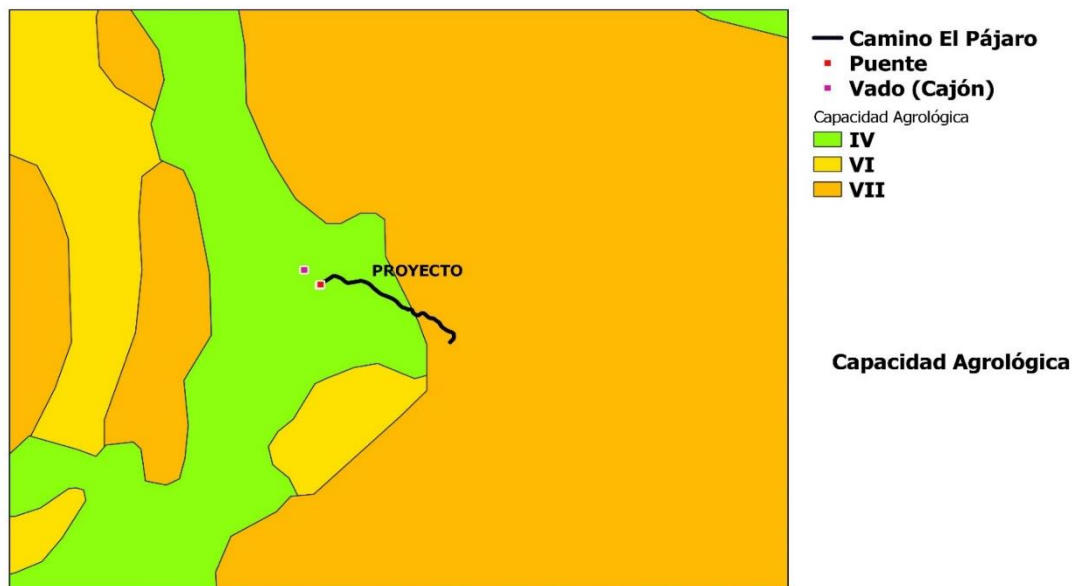 Camino El Pájaro
Puente
Vado (Cajón)
Capacidad Agrológica
IV
VI
VII
PROYECTO
Capacidad Agrológica